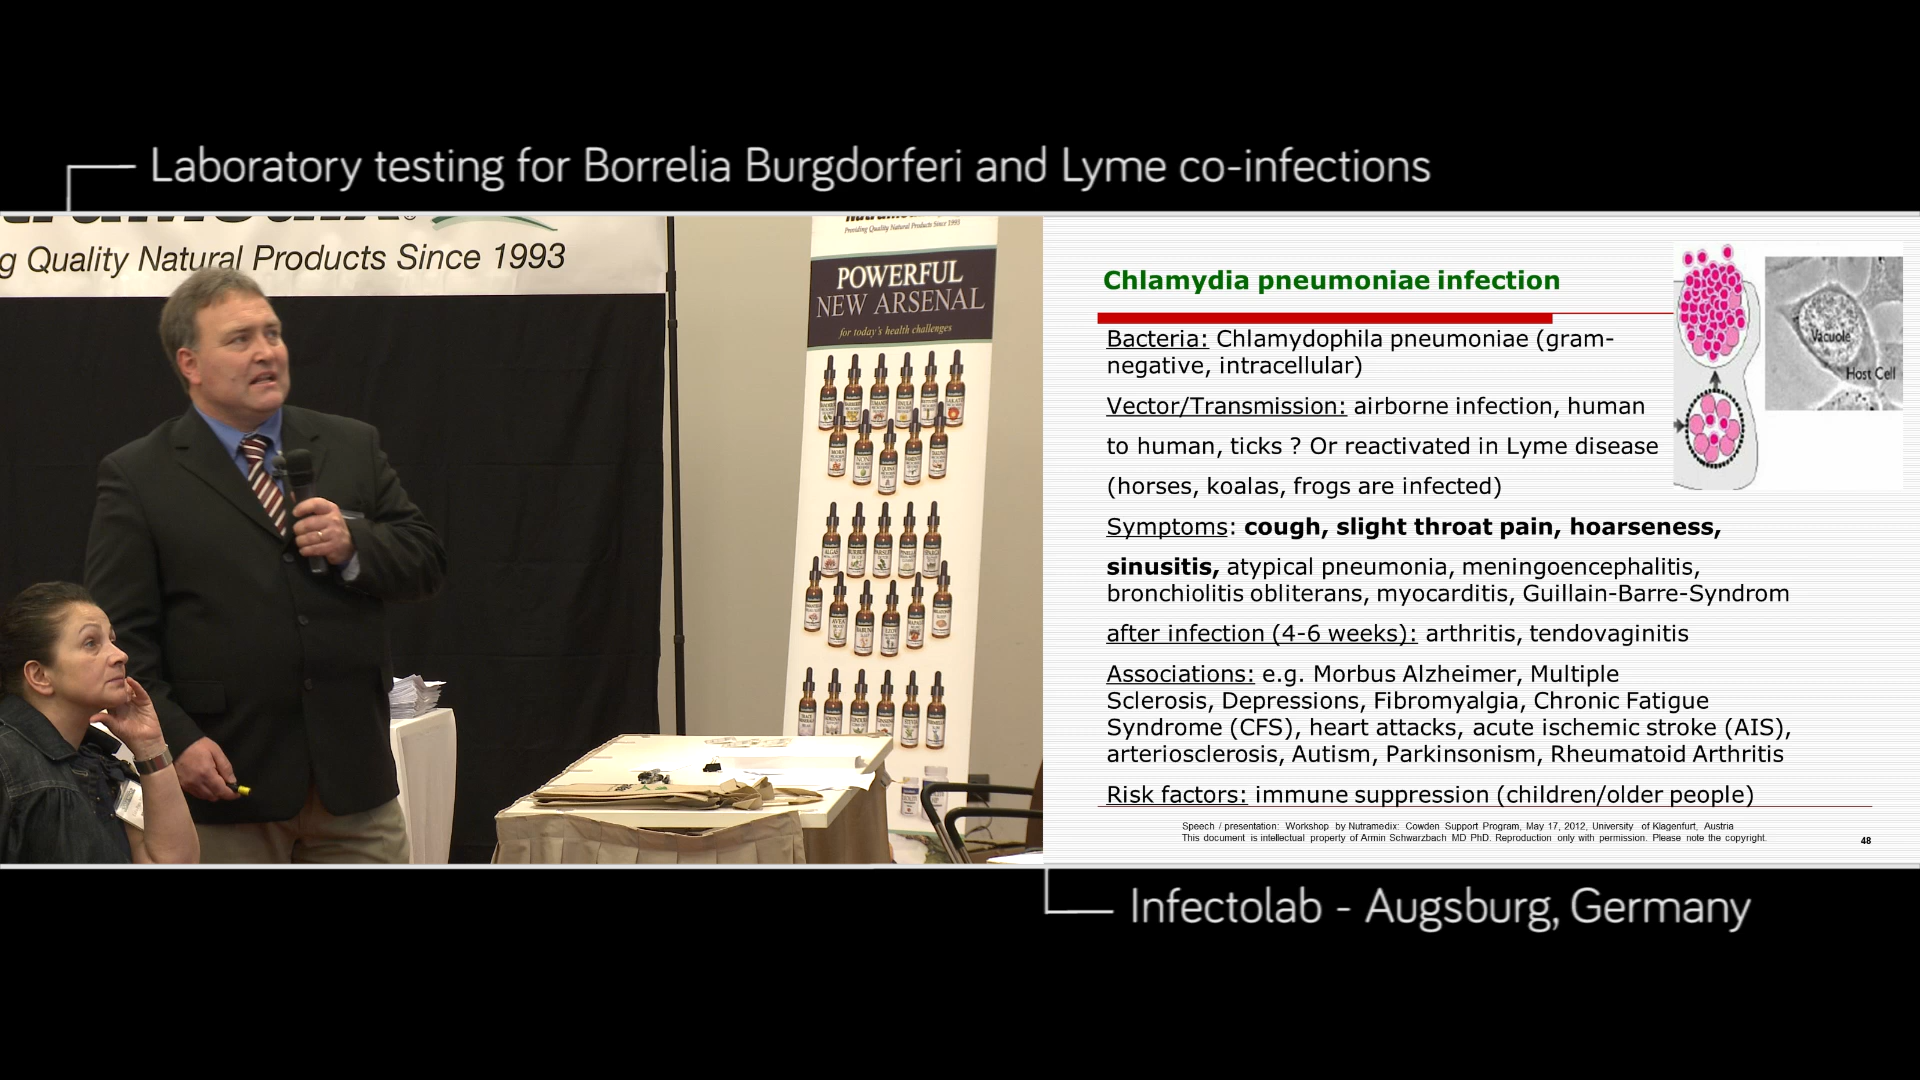 Laboratory testing for Borrelia Burgdorferi and Lyme co-infections
g Quality Natural Products Since 1993
Providing Quality Natural Products Since 1993
POWERFUL
NEW ARSENAL
for today's health challenges
Chlamydia pneumoniae infection
Bacteria: Chlamydophila pneumoniae (gram-
negative, intracellular)
Vector/Transmission: airborne infection, human
to human, ticks ? Or reactivated in Lyme disease
(horses, koalas, frogs are infected)
Symptoms: cough, slight throat pain, hoarseness,
sinusitis, atypical pneumonia, meningoencephalitis,
bronchiolitis obliterans, myocarditis, Guillain-Barre-Syndrom
after infection (4-6 weeks): arthritis, tendovaginitis
Associations: e.g. Morbus Alzheimer, Multiple
Sclerosis, Depressions, Fibromyalgia, Chronic Fatigue
Syndrome (CFS), heart attacks, acute ischemic stroke (AIS),
arteriosclerosis, Autism, Parkinsonism, Rheumatoid Arthritis
Risk factors: immune suppression (children/older people)
Vacuole
Host Cell
Speech / presentation: Workshop by Nutramedix: Cowden Support Program, May 17, 2012, University of Klagenfurt, Austria
This document is intellectual property of Armin Schwarzbach MD PhD. Reproduction only with permission. Please note the copyright.
48
Infectolab - Augsburg, Germany